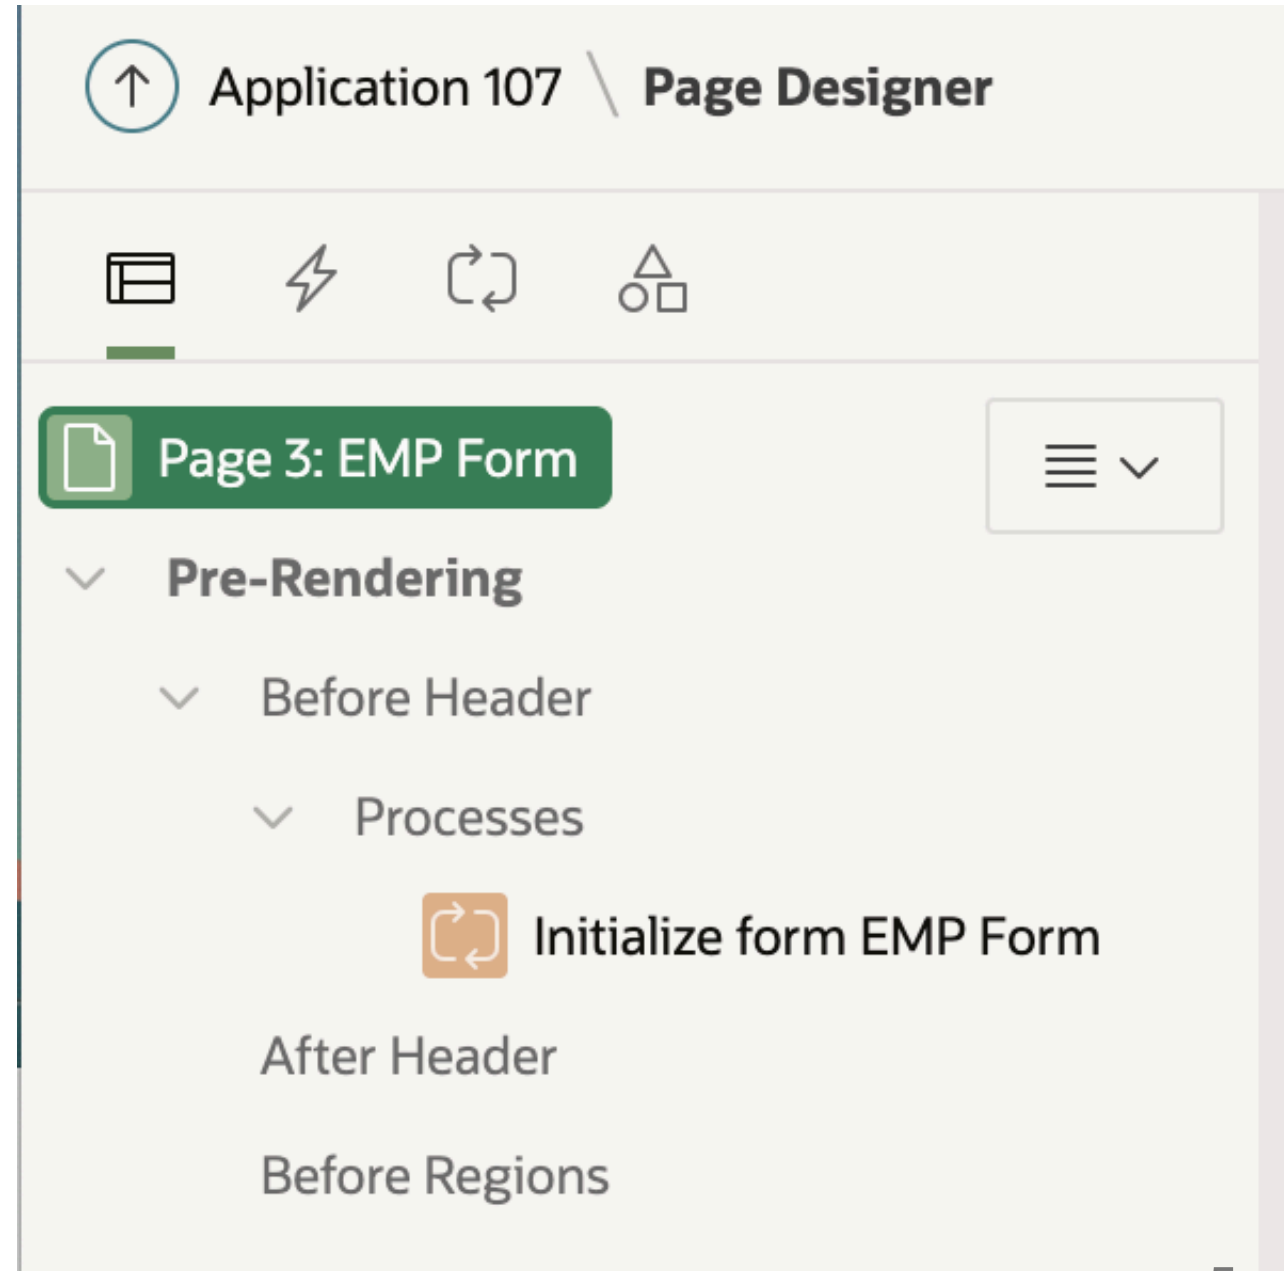 Application 107 \ Page Designer
Page 3: EMP Form
Pre-Rendering
Before Header
Processes
Initialize form EMP Form
After Header
Before Regions